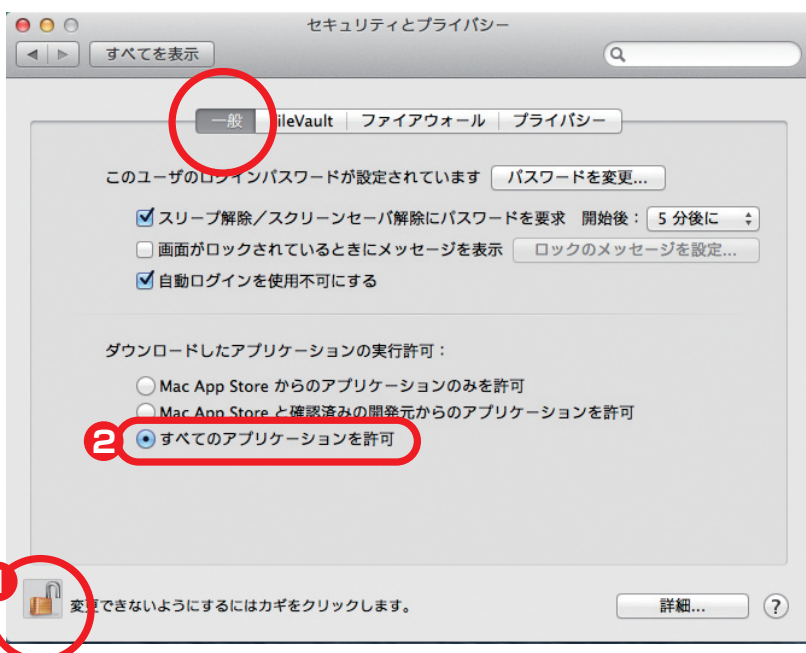 セキュリティとプライバシー
すべてを表示
一般 ileVault ファイアウォール プライバシー
このユーザのログインパスワードが設定されています パスワードを変更...
スリープ解除／スクリーンセーバ解除にパスワードを要求 開始後： 5 分後に
画面がロックされているときにメッセージを表示 ロックのメッセージを設定...
自動ログインを使用不可にする
ダウンロードしたアプリケーションの実行許可：
Mac App Store からのアプリケーションのみを許可
Mac App Store と確認済みの開発元からのアプリケーションを許可
2 すべてのアプリケーションを許可
1
変更できないようにするにはカギをクリックします。 詳細... ?